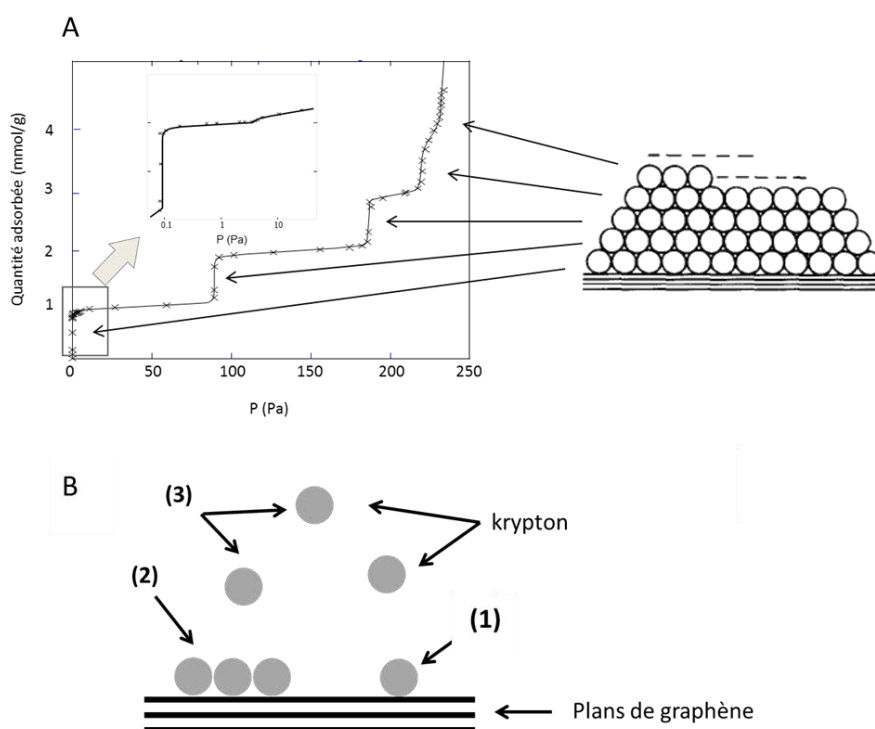 A
Quantité adsorbée (mmol/g)
4
3
2
1
0.1
1
10
P (Pa)
0
50
100
150
200
250
P (Pa)
B
(3)
krypton
(2)
(1)
Plans de graphène